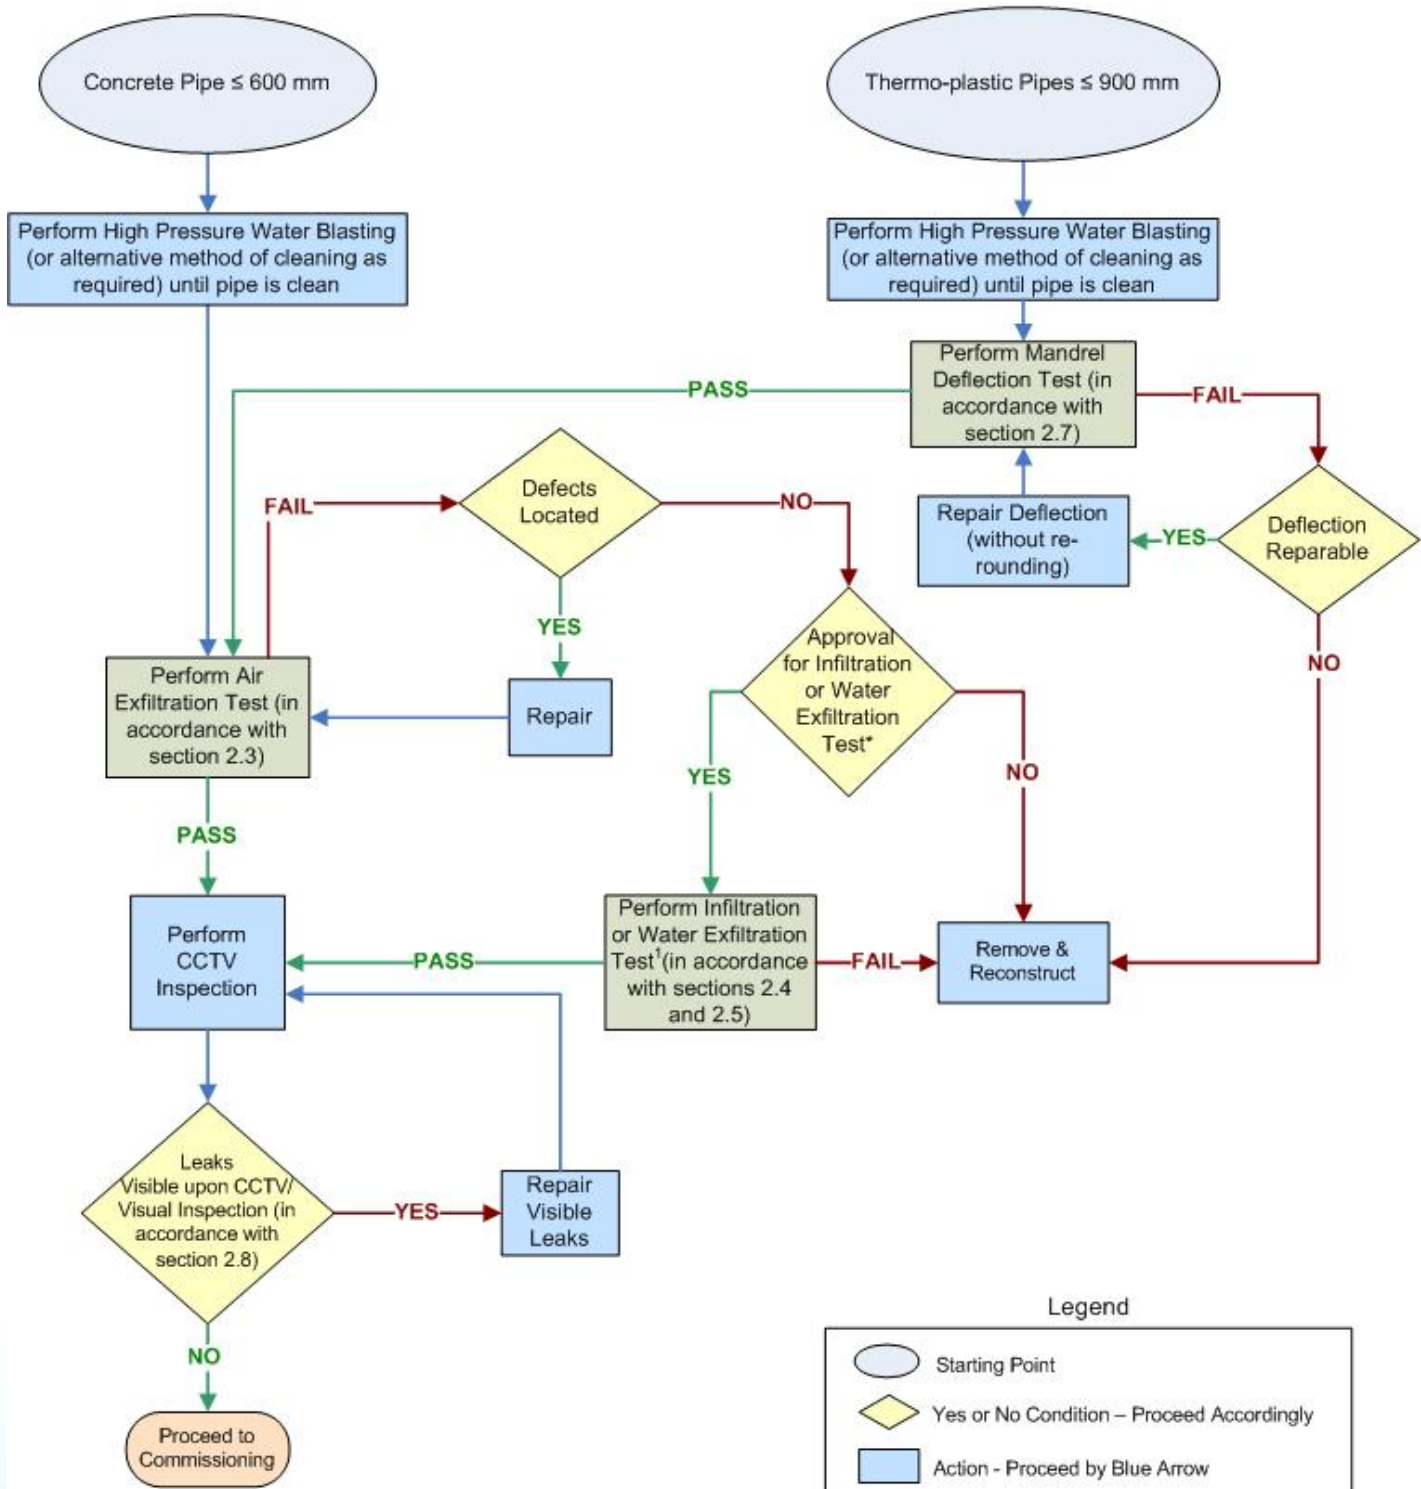 Concrete Pipe ≤ 600 mm
Thermo-plastic Pipes ≤ 900 mm
Perform High Pressure Water Blasting
(or alternative method of cleaning as
required) until pipe is clean
Perform High Pressure Water Blasting
(or alternative method of cleaning as
required) until pipe is clean
Perform Mandrel
Deflection Test (in
accordance with
section 2.7)
PASS
FAIL
Defects
Located
FAIL
NO
Repair Deflection
(without re-
rounding)
YES
Deflection
Reparable
YES
Approval
for Infiltration
or Water
Exfiltration
Test*
NO
Perform Air
Exfiltration Test (in
accordance with
section 2.3)
Repair
YES
NO
PASS
Perform
CCTV
Inspection
PASS
Perform Infiltration
or Water Exfiltration
Test¹(in accordance
with sections 2.4
and 2.5)
FAIL
Remove &
Reconstruct
Leaks
Visible upon CCTV/
Visual Inspection (in
accordance with
section 2.8)
YES
Repair
Visible
Leaks
NO
Proceed to
Commissioning
Legend
Starting Point
Yes or No Condition – Proceed Accordingly
Action - Proceed by Blue Arrow